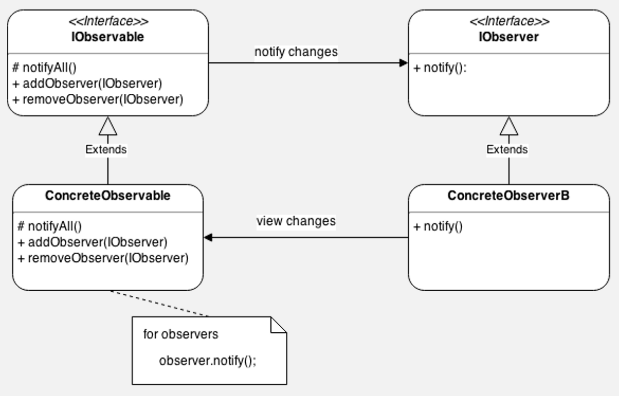 <<Interface>>
IObservable
# notifyAll()
+ addObserver(IObserver)
+ removeObserver(IObserver)
notify changes
<<Interface>>
IObserver
+ notify():
Extends
Extends
ConcreteObservable
# notifyAll()
+ addObserver(IObserver)
+ removeObserver(IObserver)
view changes
ConcreteObserverB
+ notify()
for observers
observer.notify();